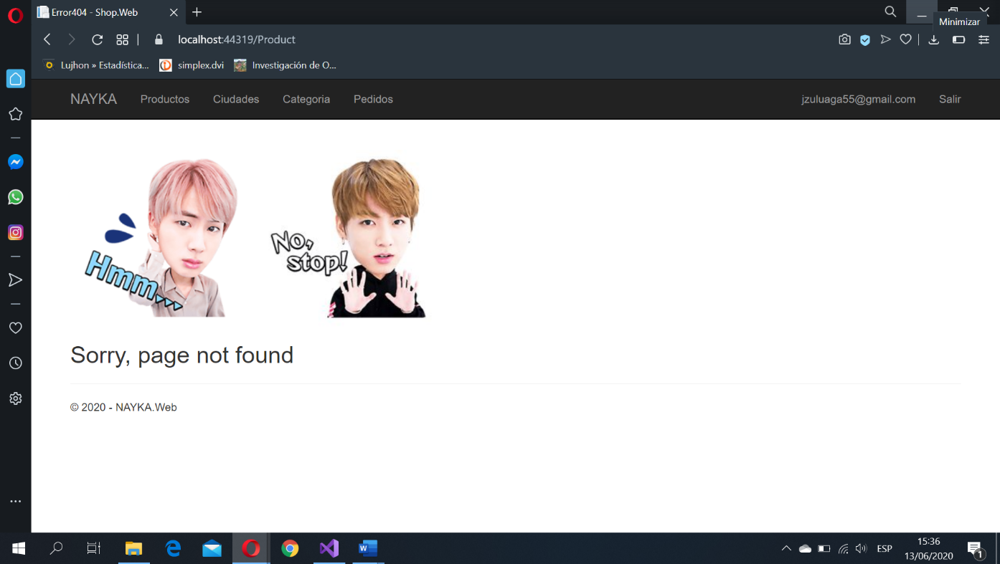 Error404 - Shop.Web
Minimizar
localhost:44319/Product
Lujhon » Estadística...
simplex.dvi
Investigación de O...
NAYKA
Productos
Ciudades
Categoria
Pedidos
jzuluaga55@gmail.com
Salir
Hmm...
No,
stop!
Sorry, page not found
© 2020 - NAYKA.Web
ESP
15:36
13/06/2020
1